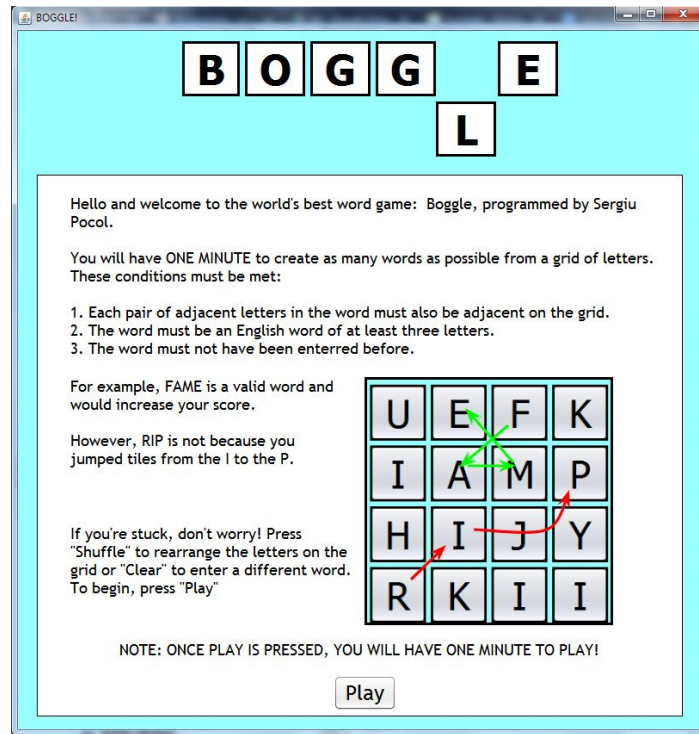 BOGGLE!
B O G G E
L
Hello and welcome to the world's best word game:  Boggle, programmed by Sergiu
Pocol.
You will have ONE MINUTE to create as many words as possible from a grid of letters.
These conditions must be met:
1. Each pair of adjacent letters in the word must also be adjacent on the grid.
2. The word must be an English word of at least three letters.
3. The word must not have been enterred before.
For example, FAME is a valid word and
would increase your score.
However, RIP is not because you
jumped tiles from the I to the P.
If you're stuck, don't worry! Press
"Shuffle" to rearrange the letters on the
grid or "Clear" to enter a different word.
To begin, press "Play"
U E F K
I A M P
H I J Y
R K I I
NOTE: ONCE PLAY IS PRESSED, YOU WILL HAVE ONE MINUTE TO PLAY!
Play